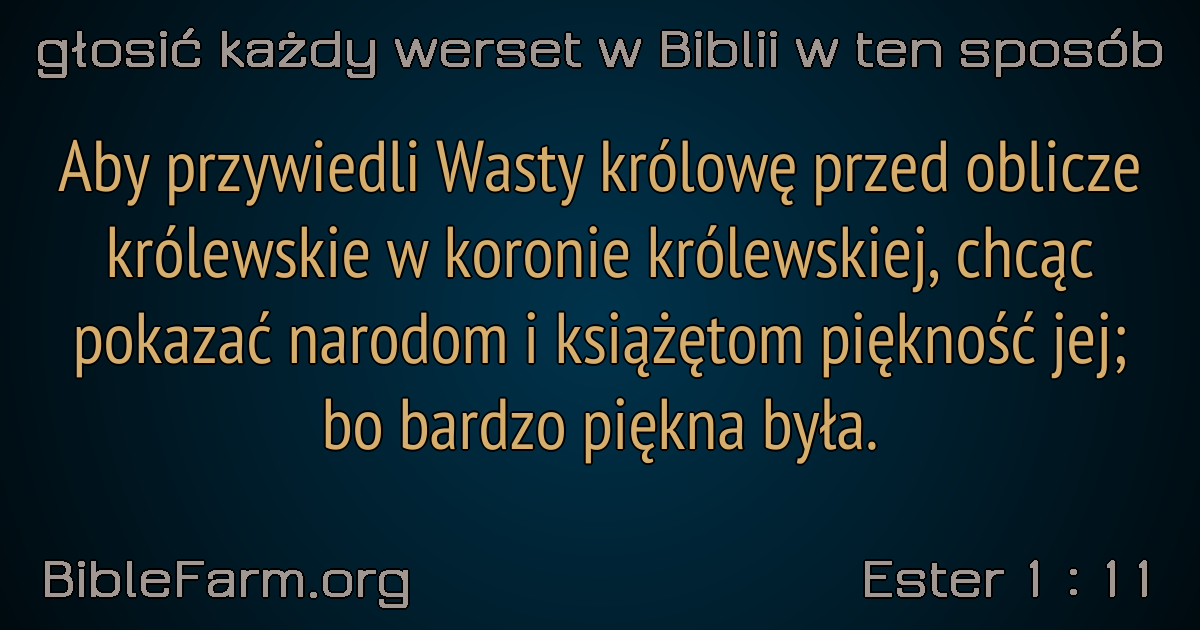 głosić każdy werset w Biblii w ten sposób
Aby przywiedli Wasty królowę przed oblicze
królewskie w koronie królewskiej, chcąc
pokazać narodom i książętom piękność jej;
bo bardzo piękna była.
BibleFarm.org
Ester 1 : 11